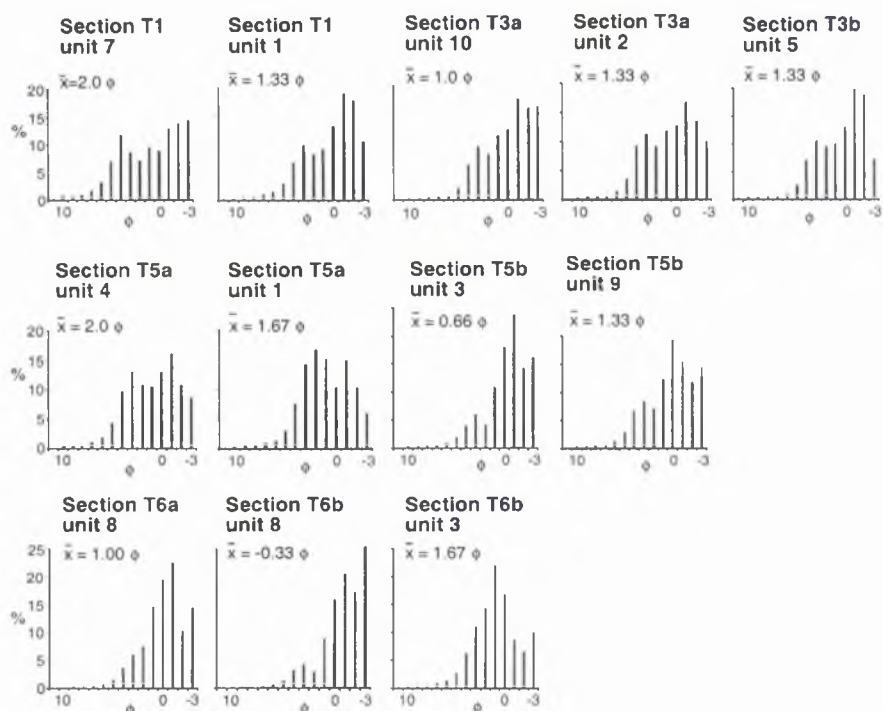 Section T1
unit 7
x̄=2.0 ϕ
Section T1
unit 1
x̄ = 1.33 ϕ
Section T3a
unit 10
x̄ = 1.0 ϕ
Section T3a
unit 2
x̄ = 1.33 ϕ
Section T3b
unit 5
x̄ = 1.33 ϕ
20
15
%
10
5
0
10 0 -3
ϕ
10 0 -3
ϕ
10 0 -3
ϕ
10 0 -3
ϕ
10 0 -3
ϕ
Section T5a
unit 4
x̄ = 2.0 ϕ
Section T5a
unit 1
x̄ = 1.67 ϕ
Section T5b
unit 3
x̄ = 0.66 ϕ
Section T5b
unit 9
x̄ = 1.33 ϕ
20
15
%
10
5
0
10 0 -3
ϕ
10 0 -3
ϕ
10 0 -3
ϕ
10 0 -3
ϕ
Section T6a
unit 8
x̄ = 1.00 ϕ
Section T6b
unit 8
x̄ = -0.33 ϕ
Section T6b
unit 3
x̄ = 1.67 ϕ
25
20
15
%
10
5
0
10 0 -3
ϕ
10 0 -3
ϕ
10 0 -3
ϕ